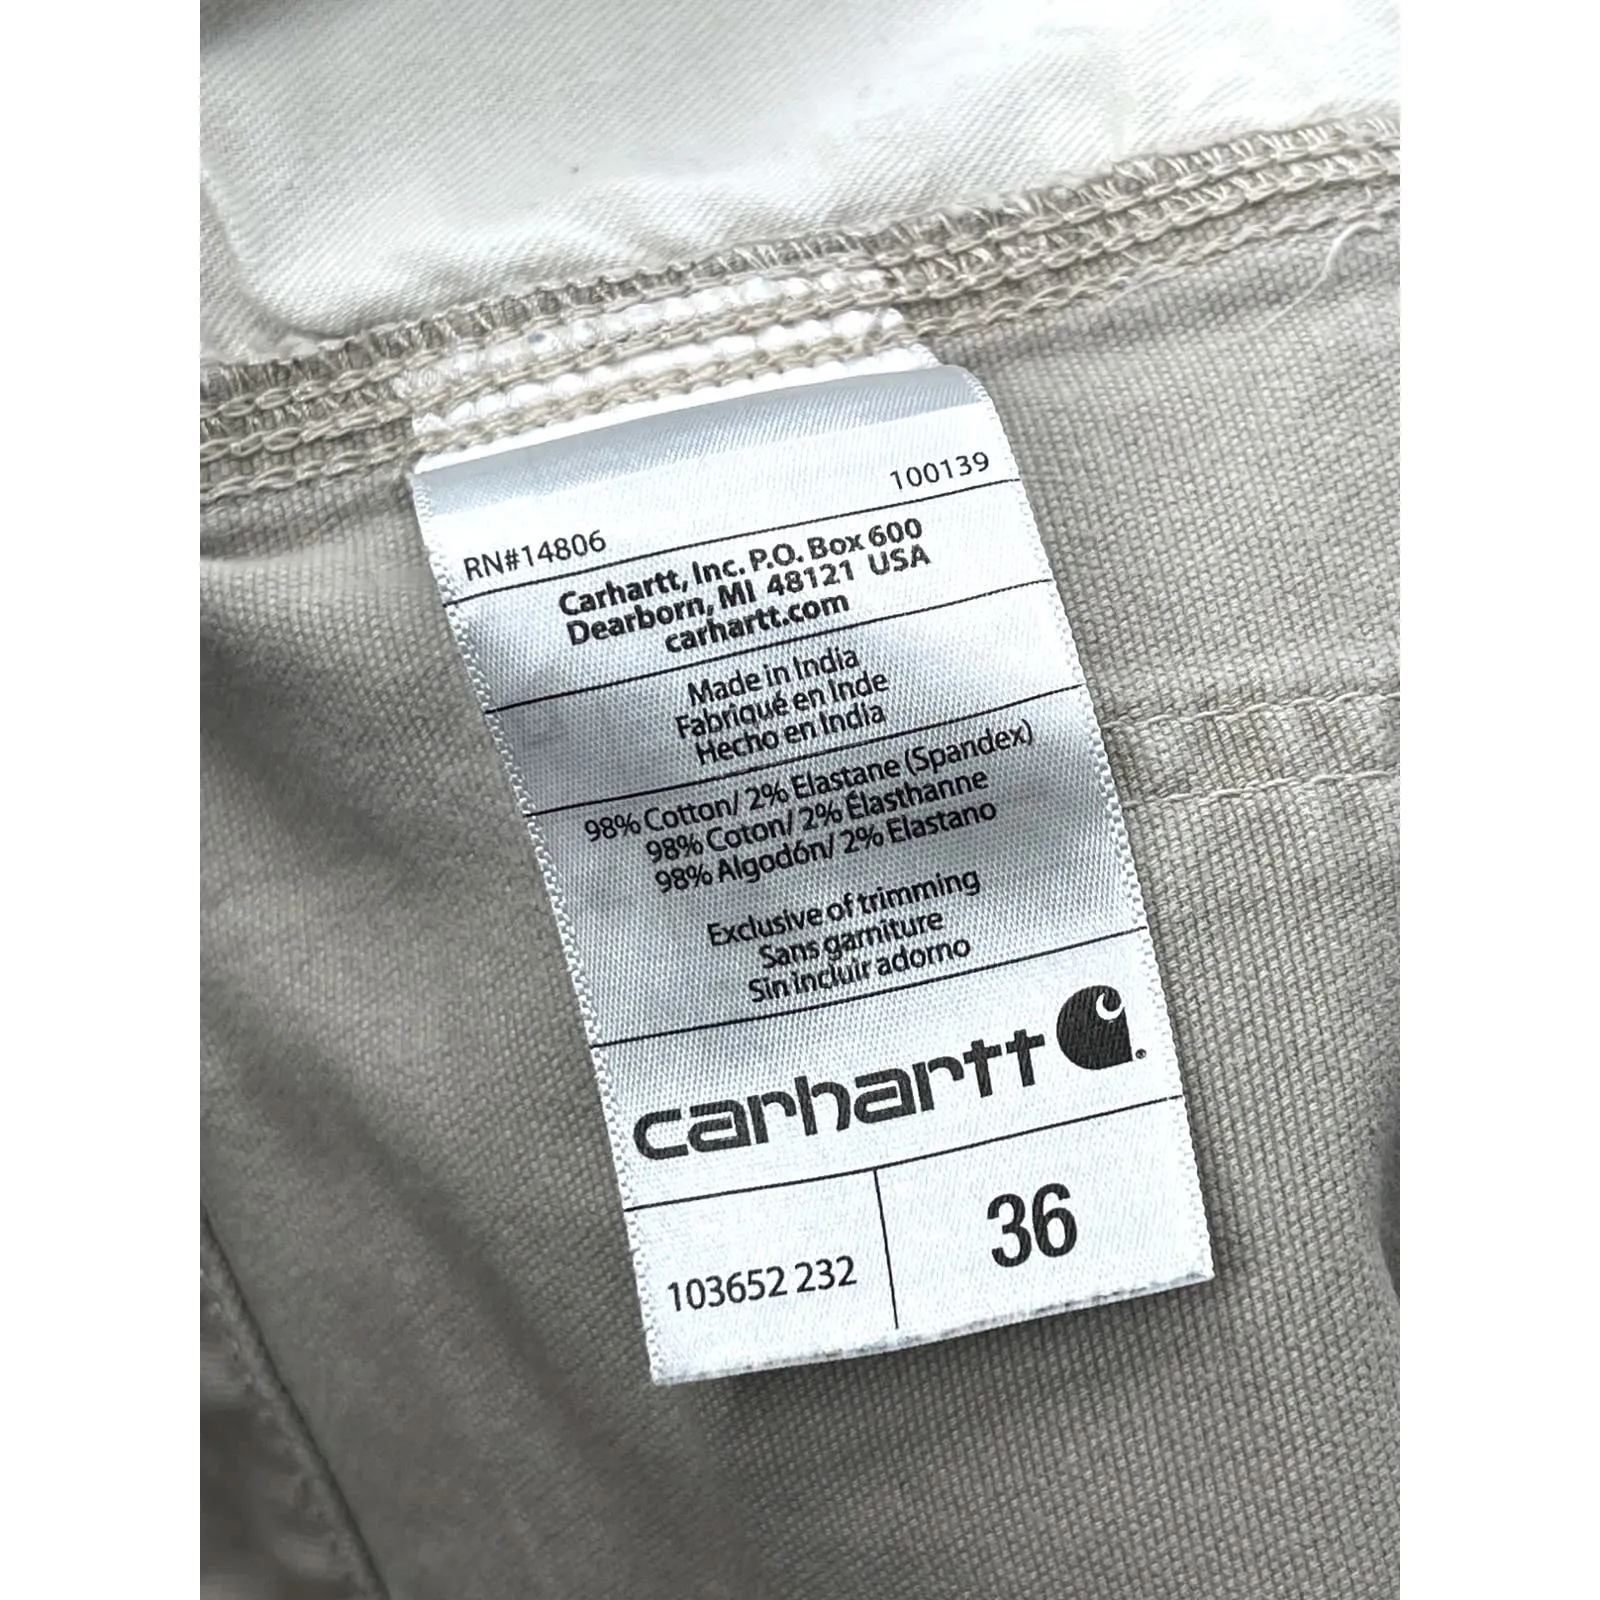 100139
RN#14806
Carhartt, Inc. P.O. Box 600
Dearborn, MI 48121 USA
carhartt.com
Made in India
Fabriqué en Inde
Hecho en India
98% Cotton/ 2% Elastane (Spandex)
98% Coton/ 2% Élasthanne
98% Algodón/ 2% Elastano
Exclusive of trimming
Sans garniture
Sin incluir adorno
carhartt
103652 232
36